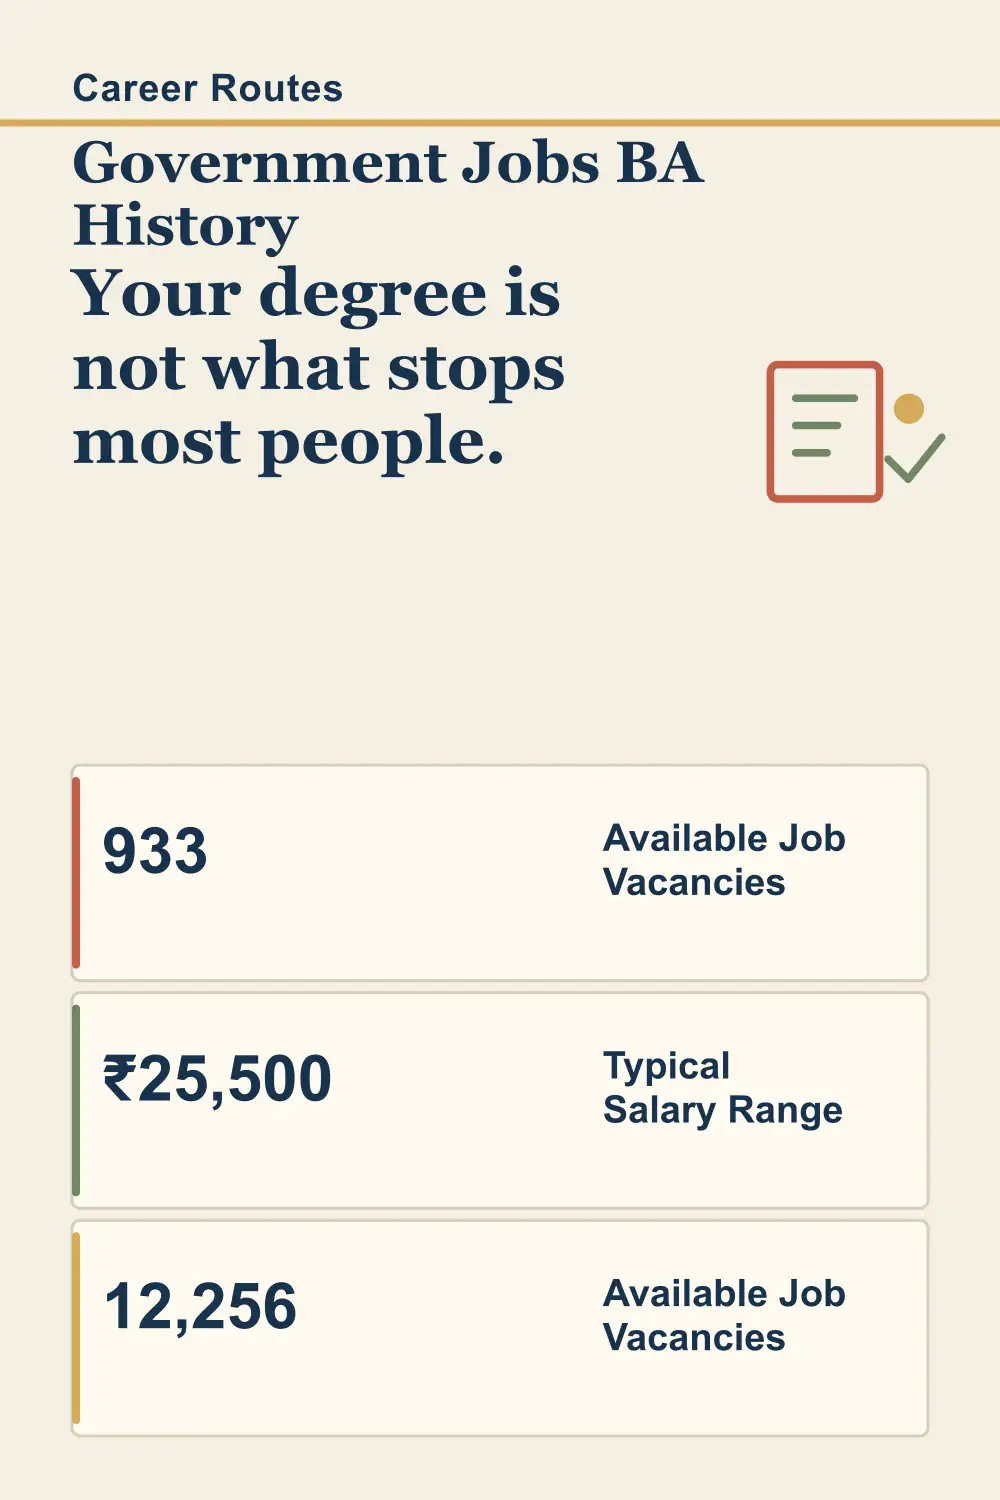 Career Routes
Government Jobs BA
History
Your degree is
not what stops
most people.
933
Available Job
Vacancies
₹25,500
Typical
Salary Range
12,256
Available Job
Vacancies